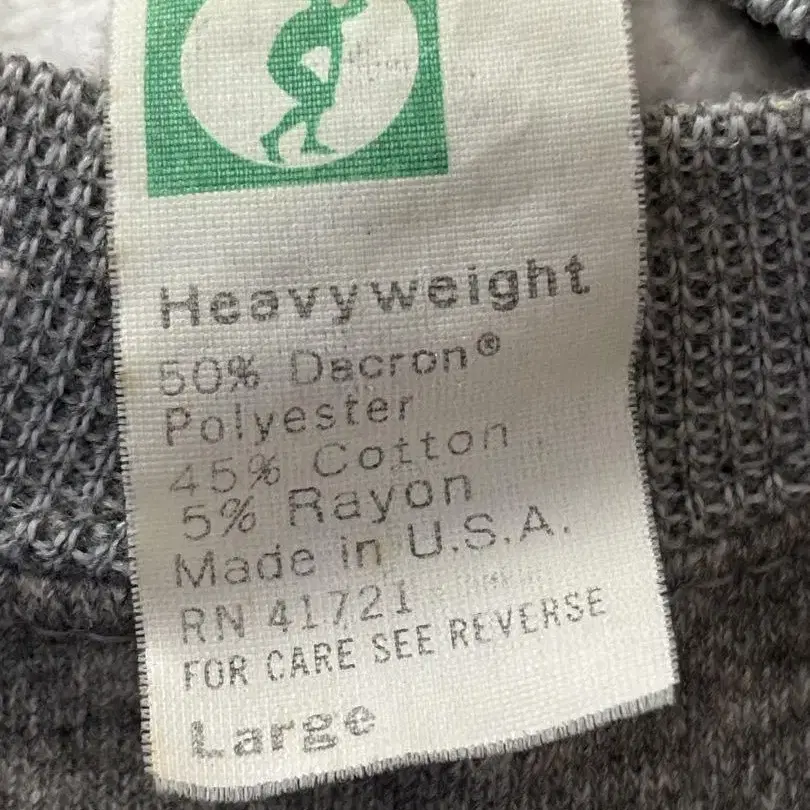 Heavyweight
50% Dacron®
Polyester
45% Cotton
5% Rayon
Made in U.S.A.
RN 41721
FOR CARE SEE REVERSE
Large